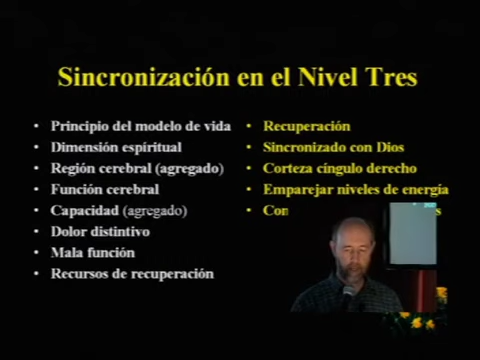 Sincronización en el Nivel Tres
• Principio del modelo de vida
• Dimensión espíritual
• Región cerebral (agregado)
• Función cerebral
• Capacidad (agregado)
• Dolor distintivo
• Mala función
• Recursos de recuperación
• Recuperación
• Sincronizado con Dios
• Corteza cíngulo derecho
• Emparejar niveles de energía
•